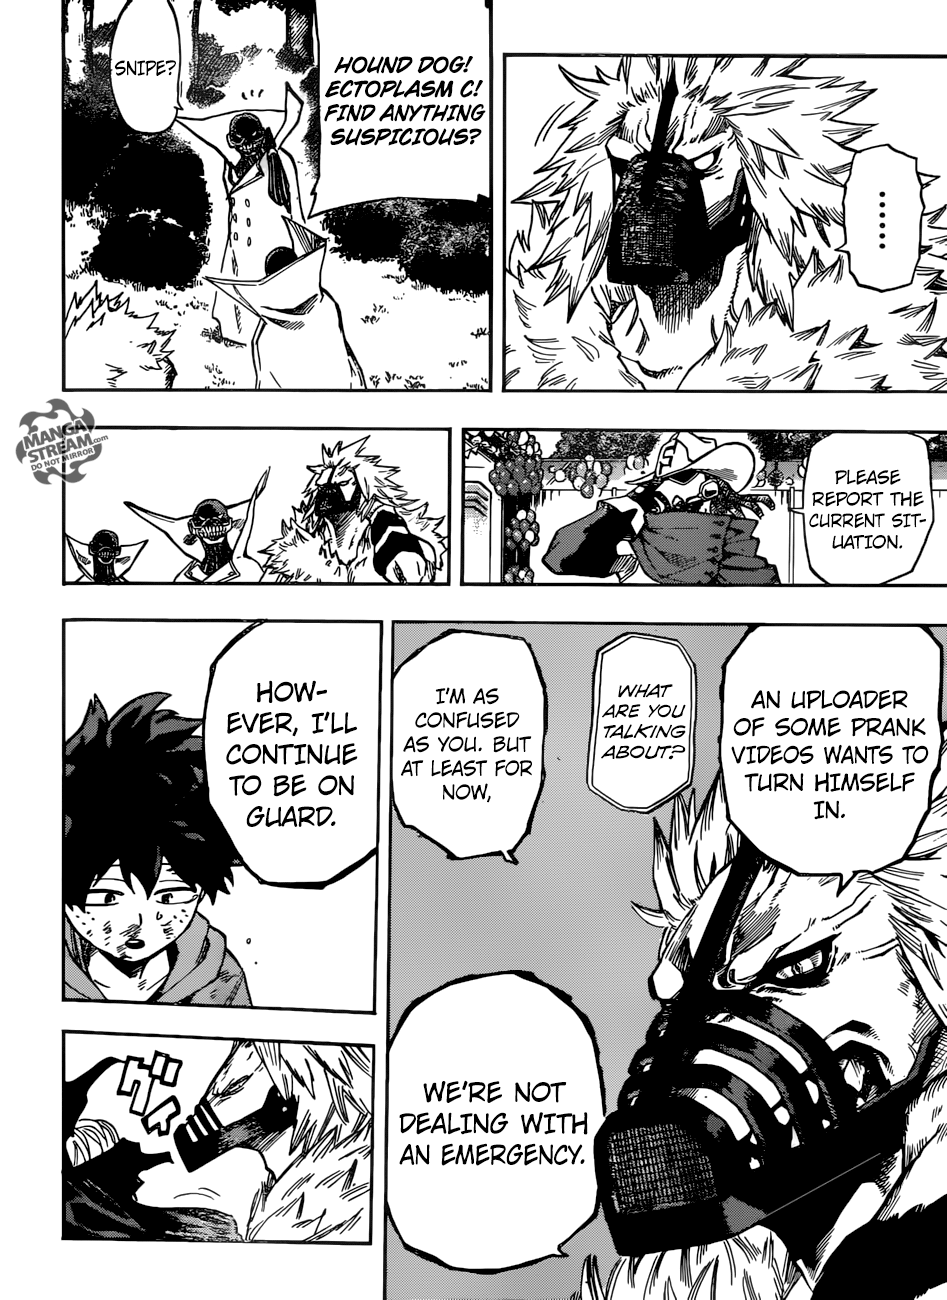 HOUND DOG!
ECTOPLASM C!
FIND ANYTHING
SUSPICIOUS?
SNIPE?
......
PLEASE
REPORT THE
CURRENT SIT-
UATION.
MANGA
STREAM.com
DO NOT MIRROR
AN UPLOADER
OF SOME PRANK
VIDEOS WANTS TO
TURN HIMSELF
IN.
WHAT
ARE YOU
TALKING
ABOUT?
I'M AS
CONFUSED
AS YOU. BUT
AT LEAST FOR
NOW,
WE'RE NOT
DEALING WITH
AN EMERGENCY.
HOW-
EVER, I'LL
CONTINUE
TO BE ON
GUARD.
グイ